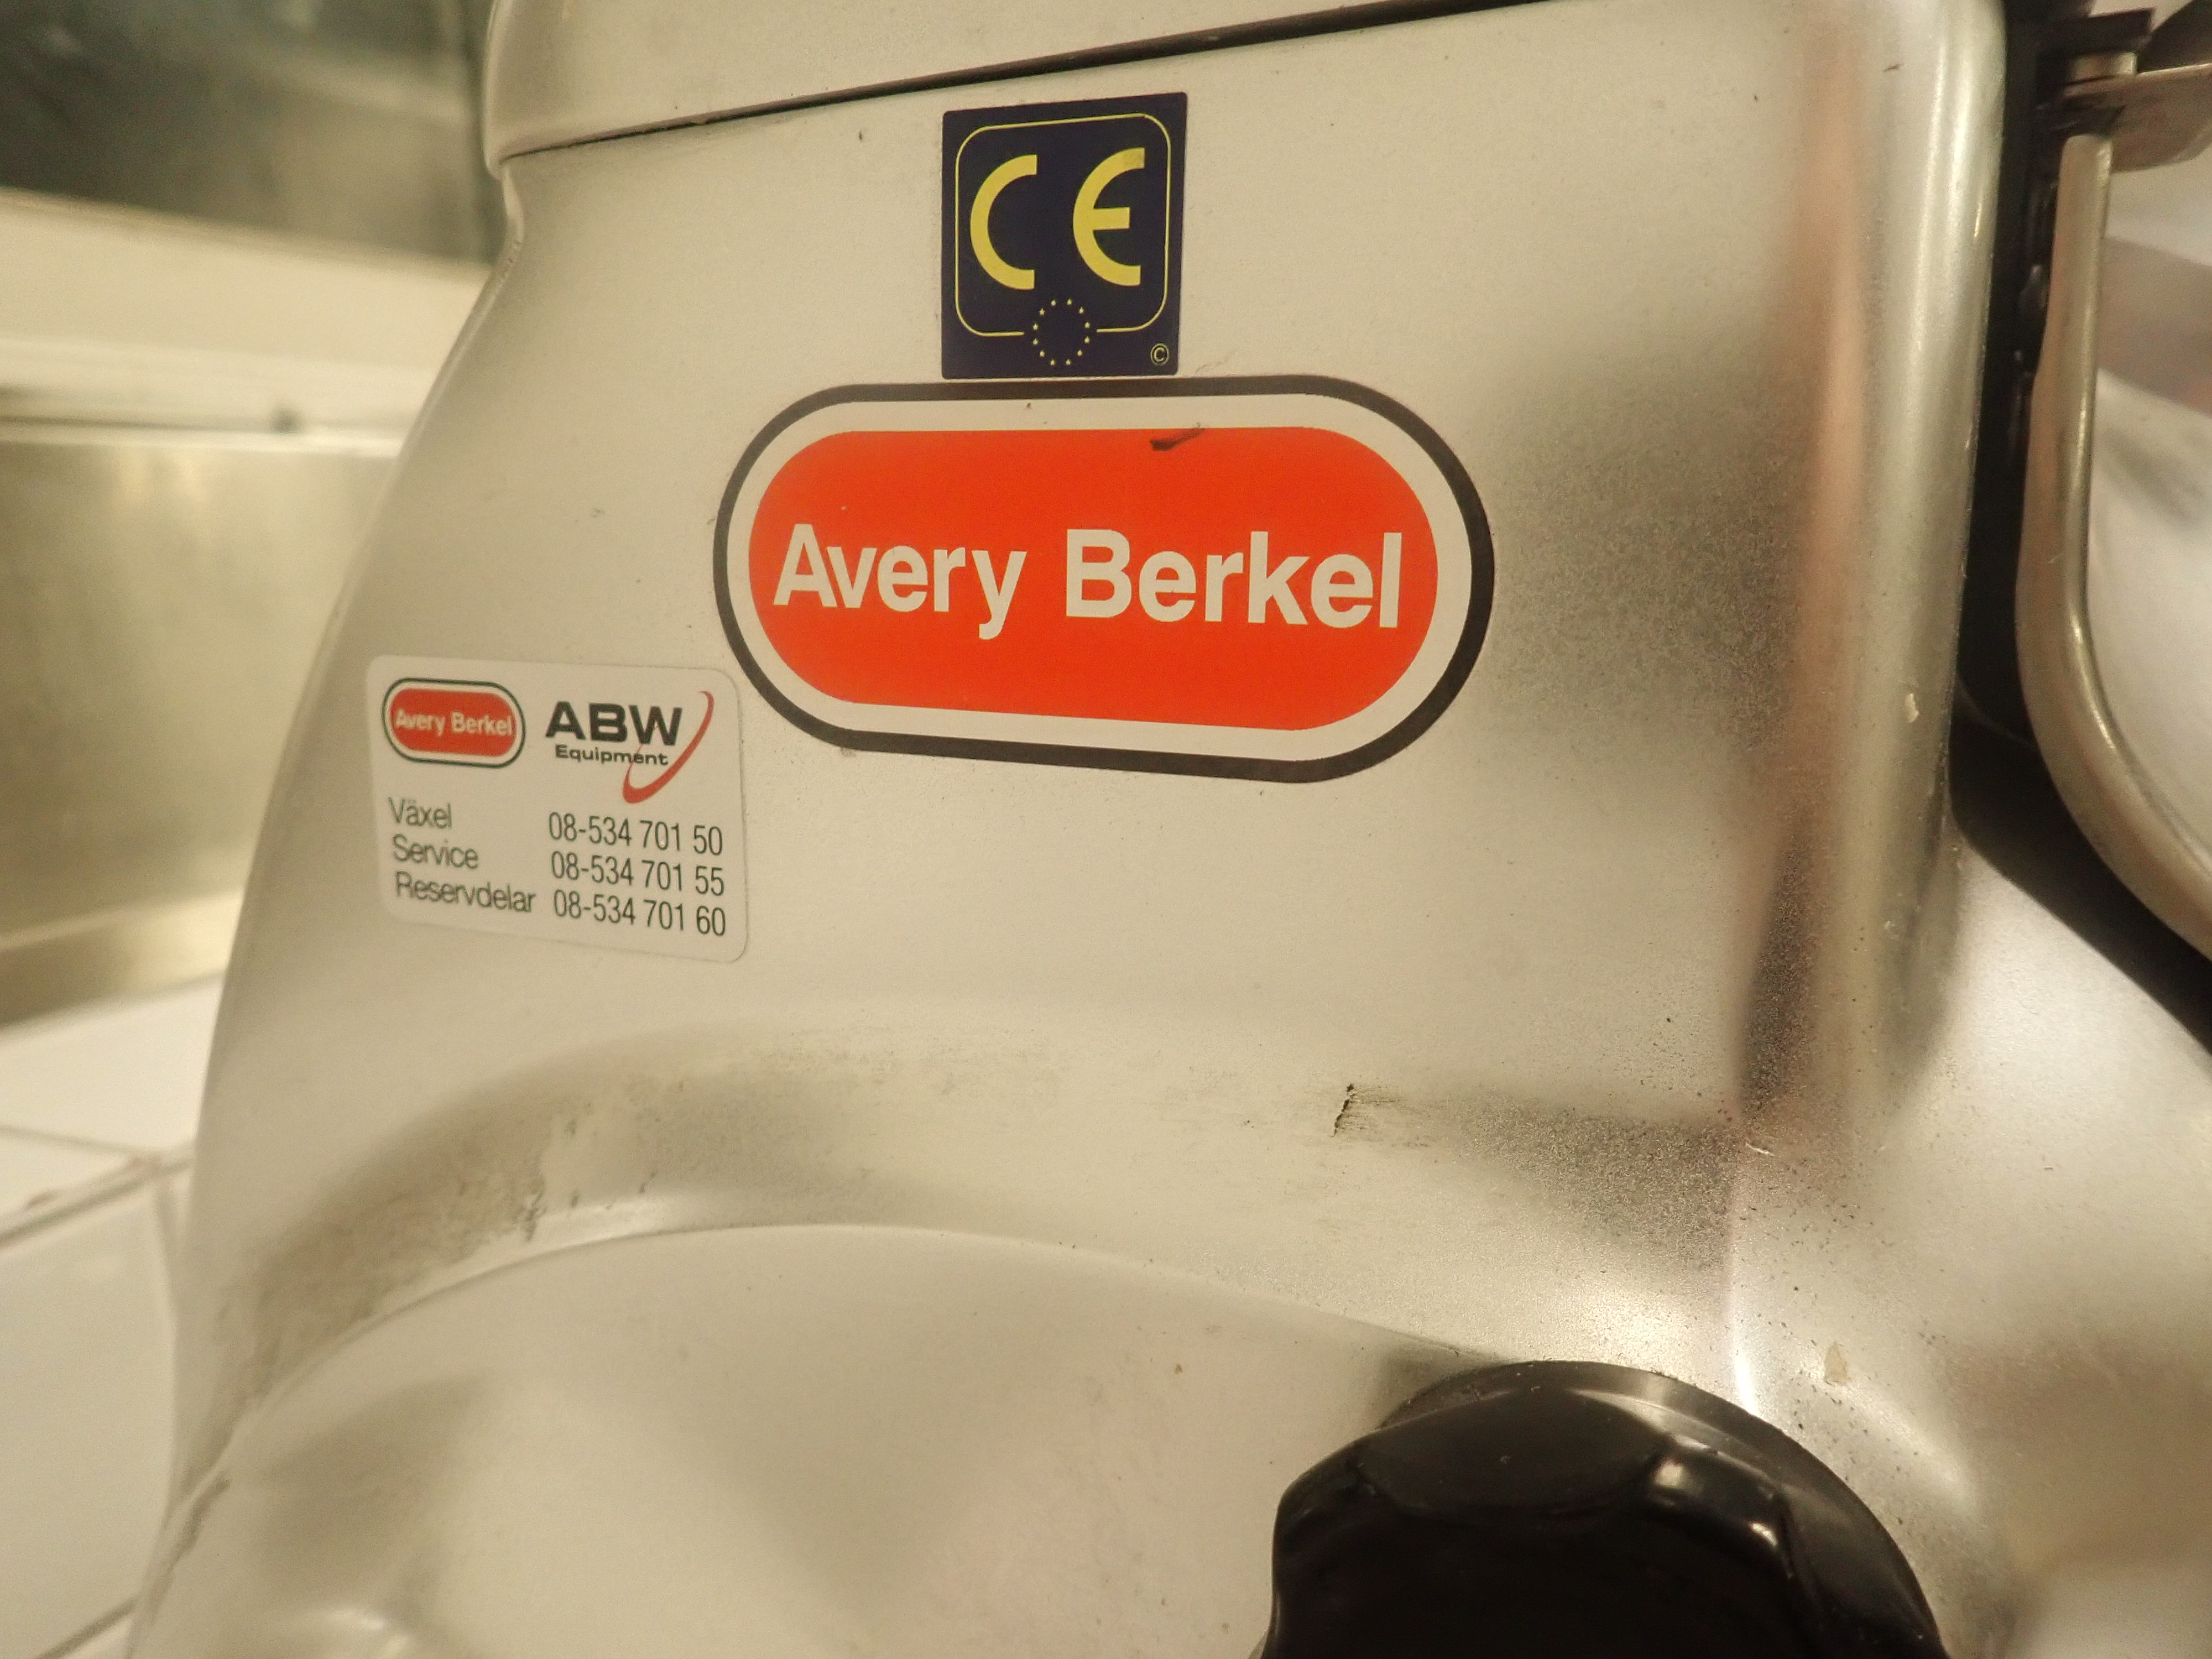 CE
©
Avery Berkel
Avery Berkel
ABW
Equipment
Växel 08-534 701 50
Service 08-534 701 55
Reservdelar 08-534 701 60